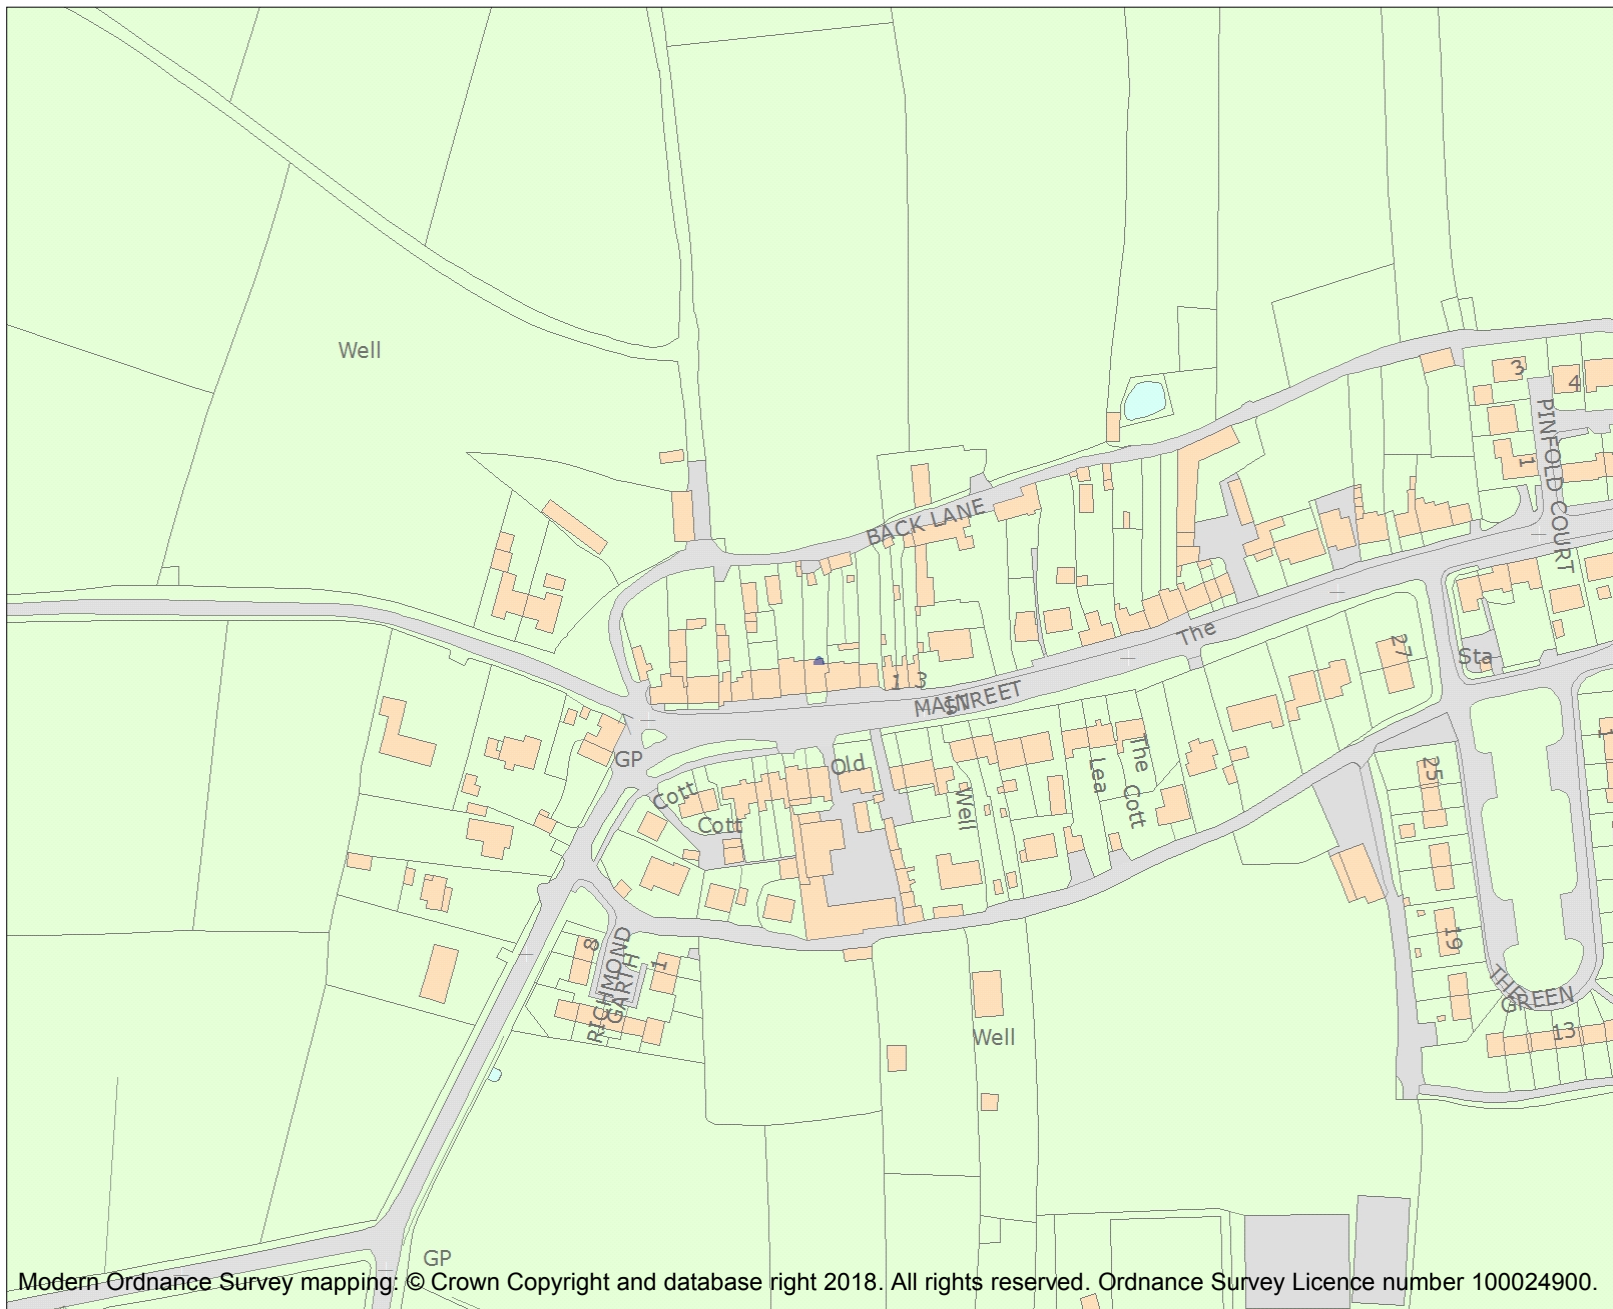 Well
3
4
PINFOLD COURT
1
BACK LANE
The
27
Sta
1 3
MAIN STREET
GP
Old
Cott
Cott
Well
Lea
The
Cott
25
1
8
RICHMOND
GARTH
1
19
THE
GREEN
13
Well
GP
Modern Ordnance Survey mapping: © Crown Copyright and database right 2018. All rights reserved. Ordnance Survey Licence number 100024900.